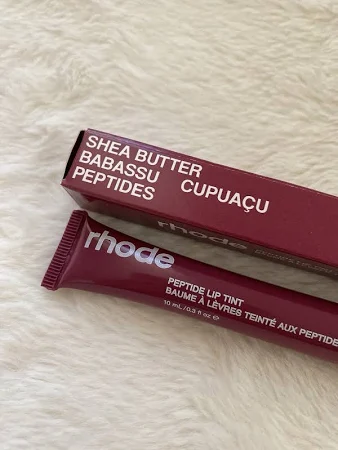 SHEA BUTTER
BABASSU CUPUAÇU
PEPTIDES
rhode
rhode
PEPTIDE LIP TINT
BAUME À LÈVRES TEINTÉ AUX PEPTIDE
10 mL / 0.3 fl oz e